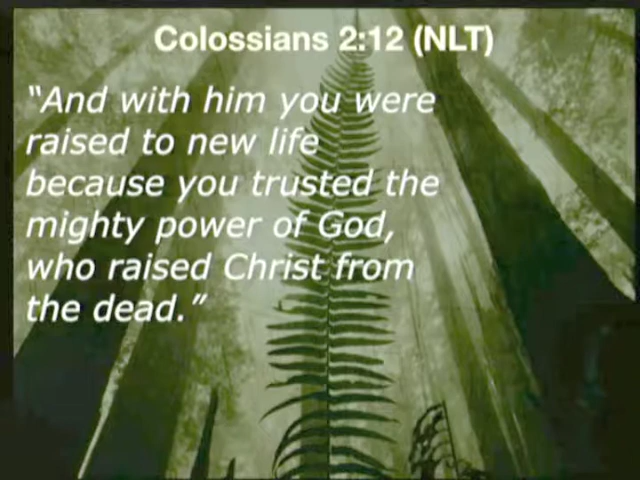 Colossians 2:12 (NLT)
“And with him you were
raised to new life
because you trusted the
mighty power of God,
who raised Christ from
the dead.”